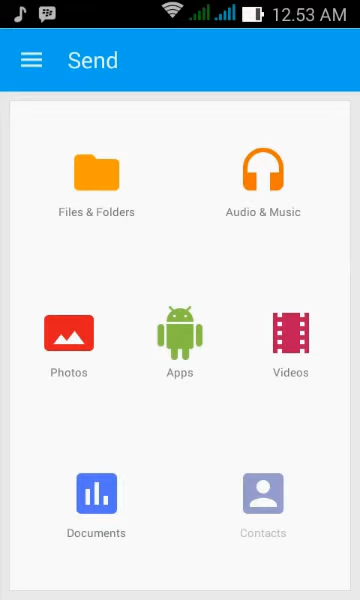 12.53 AM
Send
Files & Folders
Audio & Music
Photos
Apps
Videos
Documents
Contacts